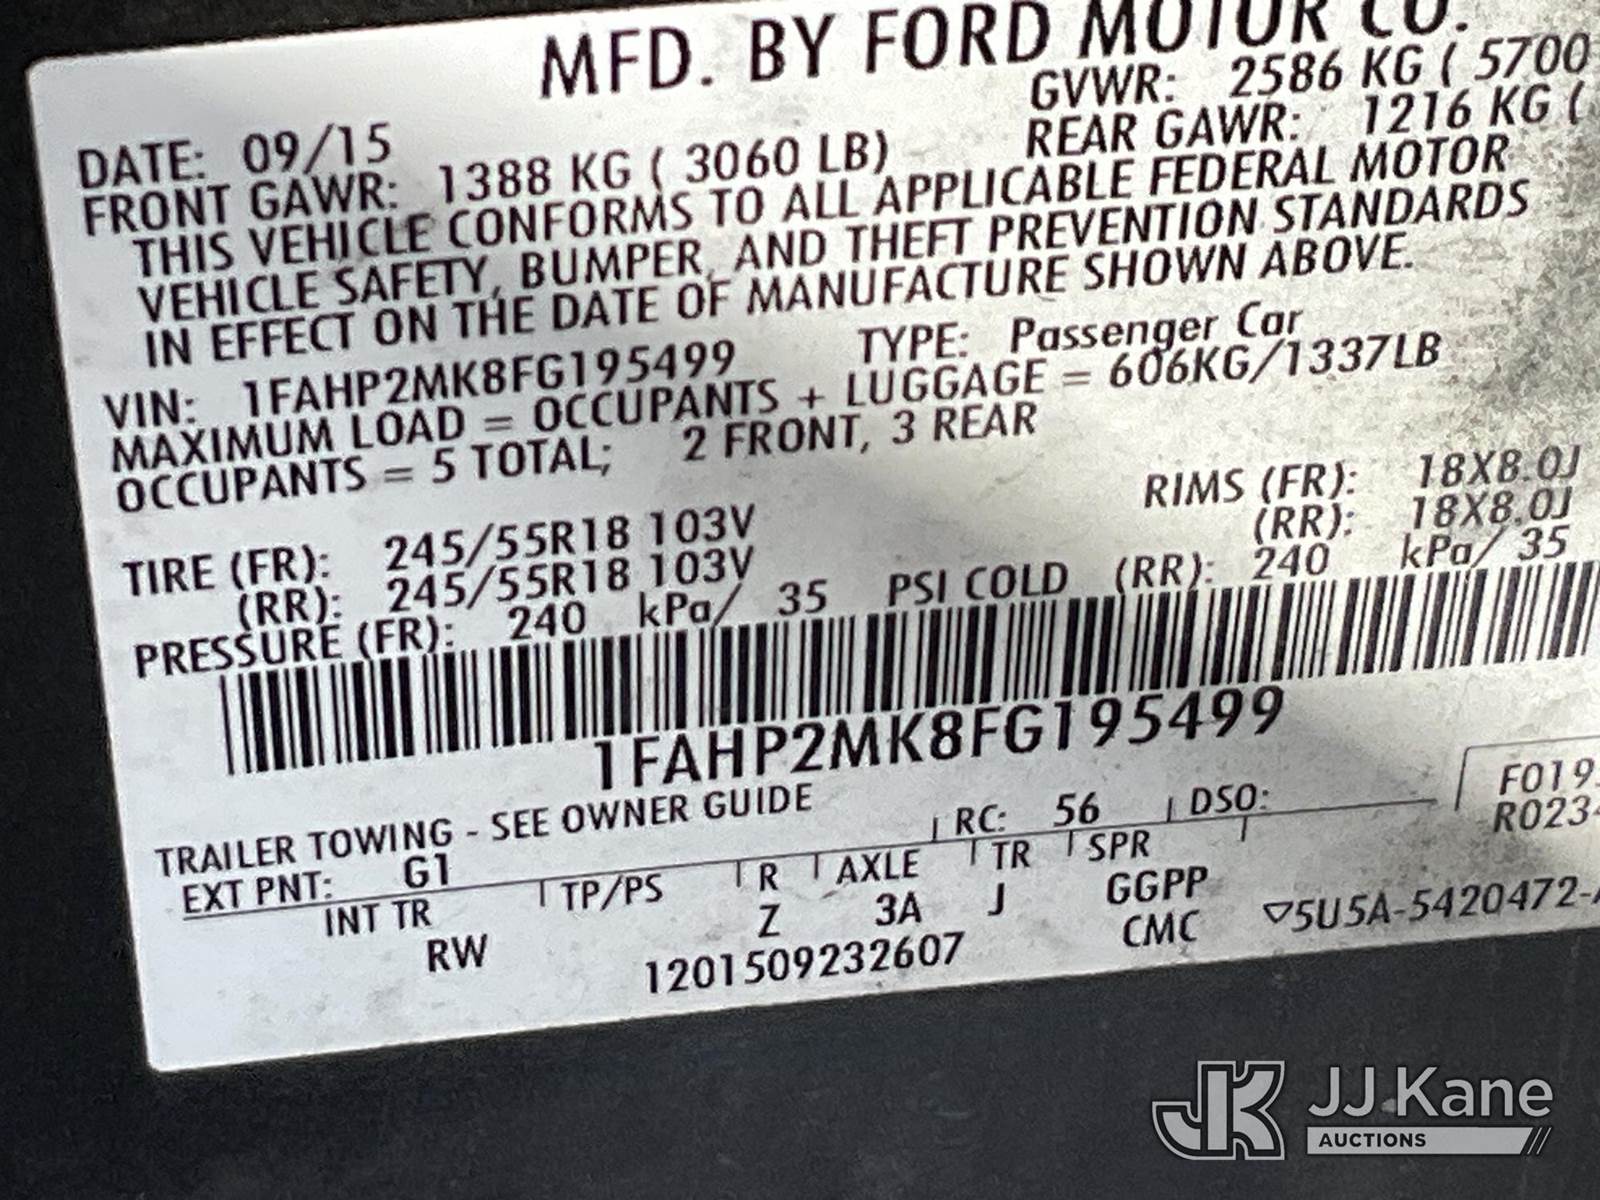 MFD. BY FORD MOTOR CO.
DATE: 09/15 GVWR: 2586 KG ( 5700
FRONT GAWR: 1388 KG ( 3060 LB) REAR GAWR: 1216 KG (
THIS VEHICLE CONFORMS TO ALL APPLICABLE FEDERAL MOTOR
VEHICLE SAFETY, BUMPER, AND THEFT PREVENTION STANDARDS
IN EFFECT ON THE DATE OF MANUFACTURE SHOWN ABOVE.
VIN: 1FAHP2MK8FG195499 TYPE: Passenger Car
MAXIMUM LOAD = OCCUPANTS + LUGGAGE = 606KG/1337LB
OCCUPANTS = 5 TOTAL; 2 FRONT, 3 REAR
TIRE (FR): 245/55R18 103V RIMS (FR): 18X8.0J
(RR): 245/55R18 103V (RR): 18X8.0J
PRESSURE (FR): 240 kPa/ 35 PSI COLD (RR): 240 kPa/ 35
1FAHP2MK8FG195499
TRAILER TOWING - SEE OWNER GUIDE
EXT PNT: G1 RC: 56 DSO:
INT TR TP/PS R AXLE TR SPR
RW Z 3A J GGPP
1201509232607 CMC
F019
R0234
▽5U5A-5420472-
JK JJ Kane
AUCTIONS